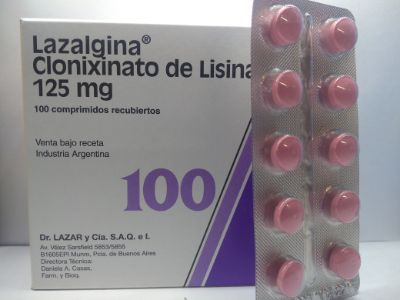 Lazalgina®
Clonixinato de Lisina
125 mg
100 comprimidos recubiertos
Venta bajo receta
Industria Argentina
100
Dr. LAZAR y Cía. S.A.Q. e I.
Av. Vélez Sarsfield 5853/5855
B1605EPI Munro, Pcia. de Buenos Aires
Directora Técnica:
Daniela A. Casas,
Farm. y Bioq.